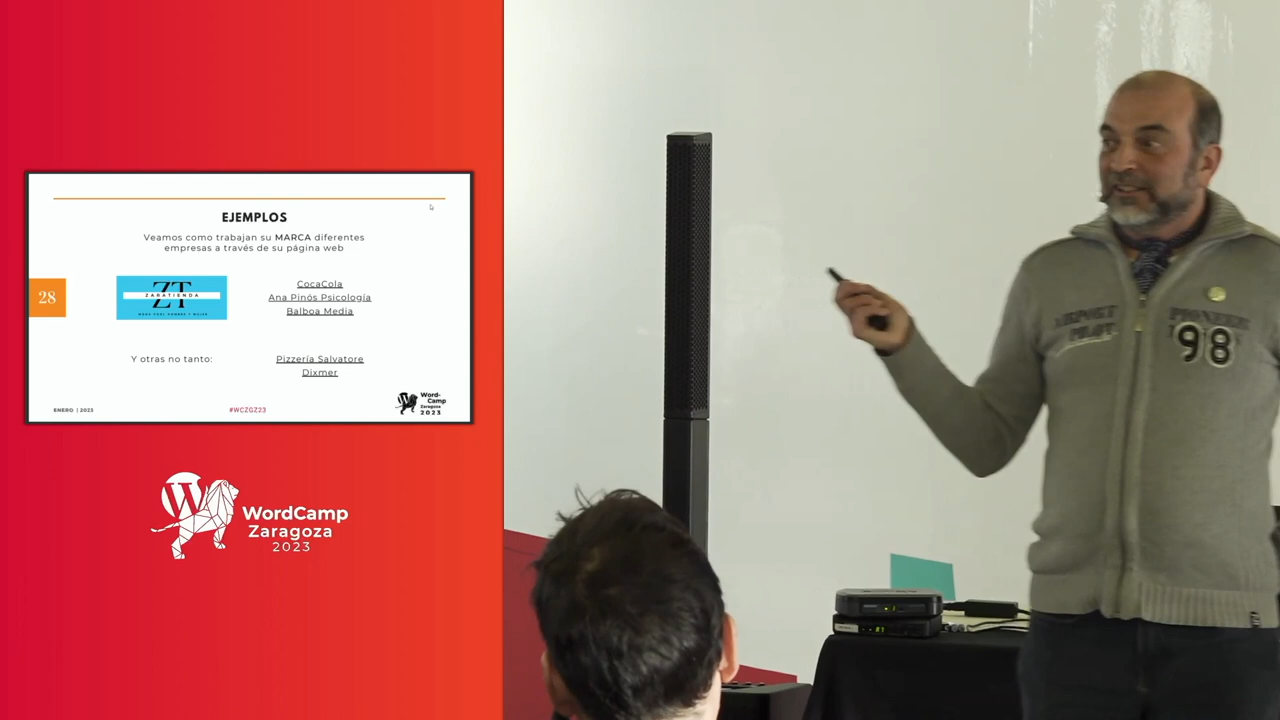 EJEMPLOS
Veamos como trabajan su MARCA diferentes
empresas a través de su página web
28
ZT
ZARATIENDA
CocaCola
Ana Pinós Psicología
Balboa Media
Y otras no tanto:
Pizzería Salvatore
Dixmer
ENERO | 2023
#WCZGZ23
Word-
Camp
Zaragoza
2023
WordCamp
Zaragoza
2023
AIRPORT
PILOT
PIONEER
98